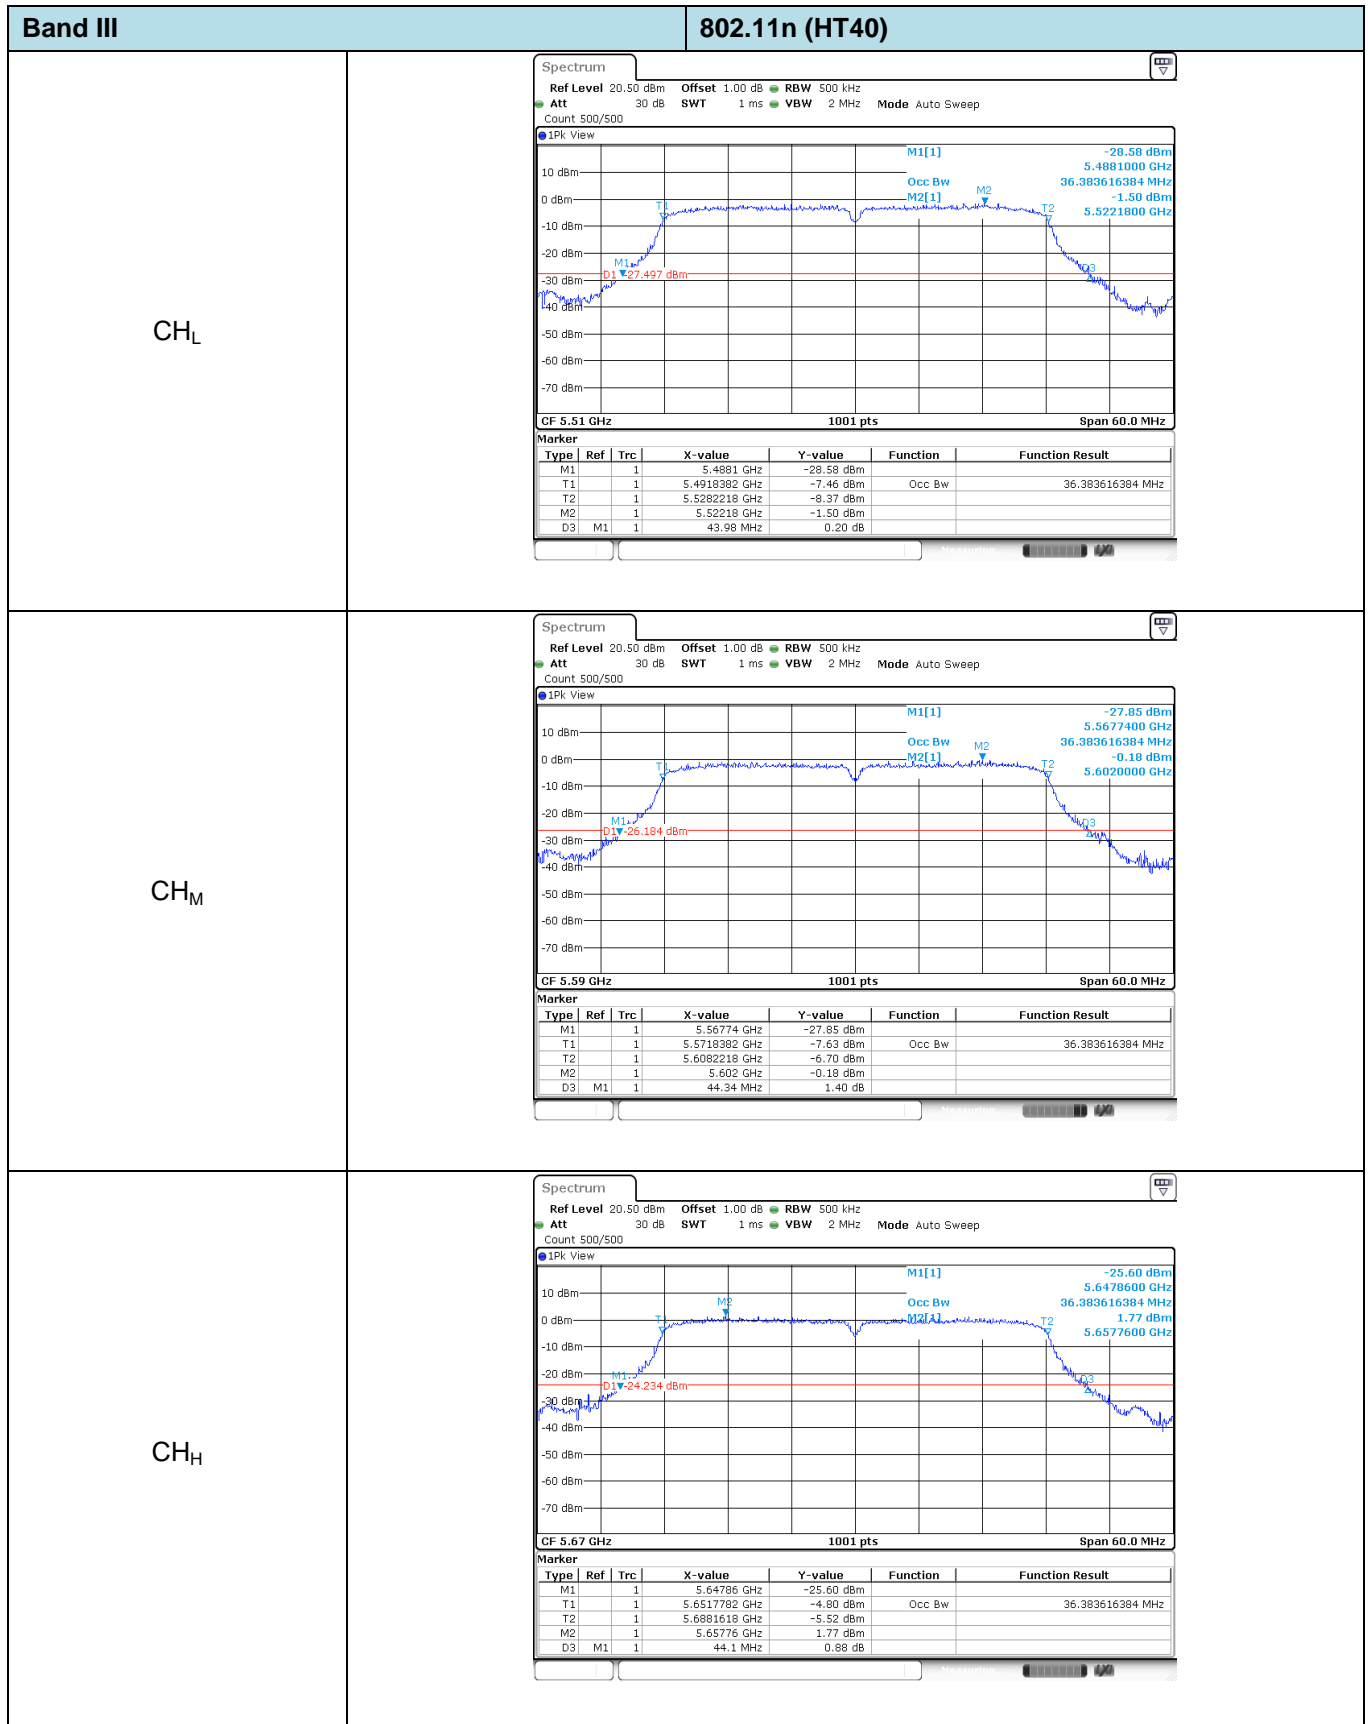 Band III 802.11n (HT40)
CHL
Spectrum
Ref Level 20.50 dBm Offset 1.00 dB RBW 500 kHz
Att 30 dB SWT 1 ms VBW 2 MHz Mode Auto Sweep
Count 500/500
1Pk View
M1[1] -28.58 dBm
5.4881000 GHz
Occ Bw 36.383616384 MHz
M2[1] -1.50 dBm
5.5221800 GHz
10 dBm
0 dBm
-10 dBm
-20 dBm
-30 dBm
-40 dBm
-50 dBm
-60 dBm
-70 dBm
T1
M2
T2
M1
D1 -27.497 dBm
D3
CF 5.51 GHz 1001 pts Span 60.0 MHz
Marker
Type Ref Trc X-value Y-value Function Function Result
M1 1 5.4881 GHz -28.58 dBm
T1 1 5.4918382 GHz -7.46 dBm Occ Bw 36.383616384 MHz
T2 1 5.5282218 GHz -8.37 dBm
M2 1 5.52218 GHz -1.50 dBm
D3 M1 1 43.98 MHz 0.20 dB
Measuring...
CHM
Spectrum
Ref Level 20.50 dBm Offset 1.00 dB RBW 500 kHz
Att 30 dB SWT 1 ms VBW 2 MHz Mode Auto Sweep
Count 500/500
1Pk View
M1[1] -27.85 dBm
5.5677400 GHz
Occ Bw 36.383616384 MHz
M2[1] -0.18 dBm
5.6020000 GHz
10 dBm
0 dBm
-10 dBm
-20 dBm
-30 dBm
-40 dBm
-50 dBm
-60 dBm
-70 dBm
T1
M2
T2
M1
D1 -26.184 dBm
D3
CF 5.59 GHz 1001 pts Span 60.0 MHz
Marker
Type Ref Trc X-value Y-value Function Function Result
M1 1 5.56774 GHz -27.85 dBm
T1 1 5.5718382 GHz -7.63 dBm Occ Bw 36.383616384 MHz
T2 1 5.6082218 GHz -6.70 dBm
M2 1 5.602 GHz -0.18 dBm
D3 M1 1 44.34 MHz 1.40 dB
Measuring...
CHH
Spectrum
Ref Level 20.50 dBm Offset 1.00 dB RBW 500 kHz
Att 30 dB SWT 1 ms VBW 2 MHz Mode Auto Sweep
Count 500/500
1Pk View
M1[1] -25.60 dBm
5.6478600 GHz
Occ Bw 36.383616384 MHz
M2[1] 1.77 dBm
5.6577600 GHz
10 dBm
0 dBm
-10 dBm
-20 dBm
-30 dBm
-40 dBm
-50 dBm
-60 dBm
-70 dBm
T1
M2
T2
M1
D1 -24.234 dBm
D3
CF 5.67 GHz 1001 pts Span 60.0 MHz
Marker
Type Ref Trc X-value Y-value Function Function Result
M1 1 5.64786 GHz -25.60 dBm
T1 1 5.6517782 GHz -4.80 dBm Occ Bw 36.383616384 MHz
T2 1 5.6881618 GHz -5.52 dBm
M2 1 5.65776 GHz 1.77 dBm
D3 M1 1 44.1 MHz 0.88 dB
Measuring...